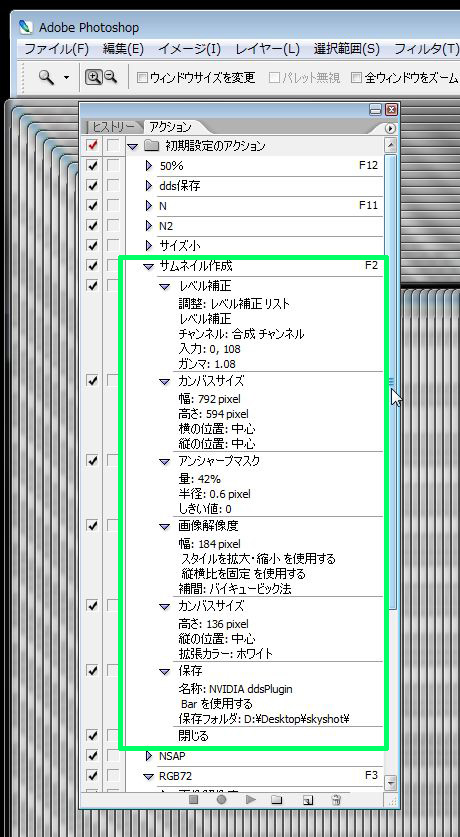 Adobe Photoshop
ファイル(F) 編集(E) イメージ(I) レイヤー(L) 選択範囲(S) フィルタ(T)
ウィンドウサイズを変更 パレット無視 全ウィンドウをズーム
ヒストリー アクション
初期設定のアクション
50% F12
dds保存
N F11
N2
サイズ小
サムネイル作成 F2
レベル補正
調整: レベル補正 リスト
レベル補正
チャンネル: 合成 チャンネル
入力: 0, 108
ガンマ: 1.08
カンバスサイズ
幅: 792 pixel
高さ: 594 pixel
横の位置: 中心
縦の位置: 中心
アンシャープマスク
量: 42%
半径: 0.6 pixel
しきい値: 0
画像解像度
幅: 184 pixel
スタイルを拡大・縮小 を使用する
縦横比を固定 を使用する
補間: バイキュービック法
カンバスサイズ
高さ: 136 pixel
縦の位置: 中心
拡張カラー: ホワイト
保存
名称: NVIDIA ddsPlugin
Bar を使用する
保存フォルダ: D:¥Desktop¥skyshot¥
閉じる
NSAP
RGB72 F3